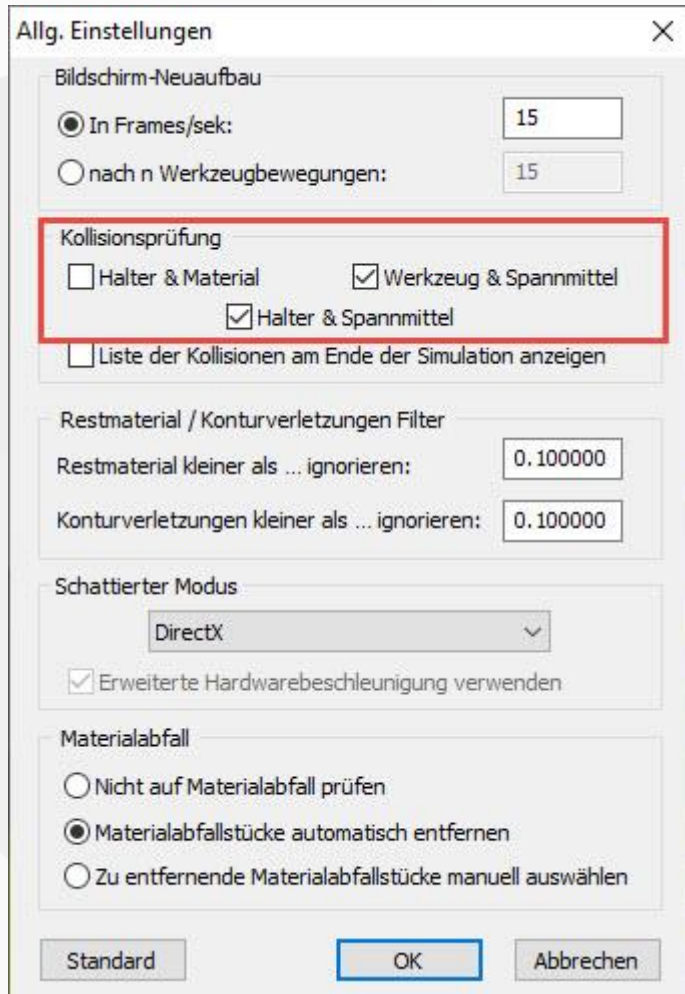 Allg. Einstellungen
Bildschirm-Neuaufbau
In Frames/sek: 15
nach n Werkzeugbewegungen: 15
Kollisionsprüfung
Halter & Material Werkzeug & Spannmittel
Halter & Spannmittel
Liste der Kollisionen am Ende der Simulation anzeigen
Restmaterial / Konturverletzungen Filter
Restmaterial kleiner als ... ignorieren: 0.100000
Konturverletzungen kleiner als ... ignorieren: 0.100000
Schattierter Modus
DirectX
Erweiterte Hardwarebeschleunigung verwenden
Materialabfall
Nicht auf Materialabfall prüfen
Materialabfallstücke automatisch entfernen
Zu entfernende Materialabfallstücke manuell auswählen
Standard OK Abbrechen